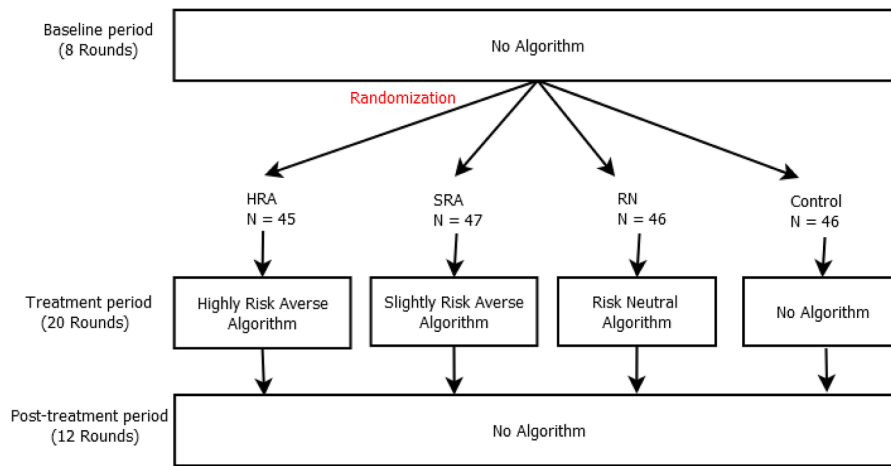 Baseline period
(8 Rounds)
No Algorithm
Randomization
HRA
N = 45
SRA
N = 47
RN
N = 46
Control
N = 46
Treatment period
(20 Rounds)
Highly Risk Averse
Algorithm
Slightly Risk Averse
Algorithm
Risk Neutral
Algorithm
No Algorithm
Post-treatment period
(12 Rounds)
No Algorithm